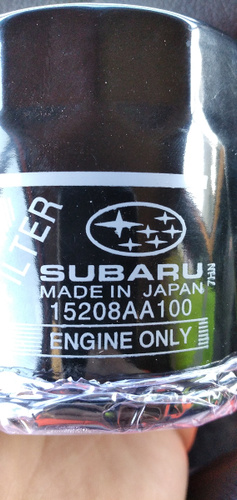 FILTER
SUBARU
MADE IN JAPAN
15208AA100
ENGINE ONLY